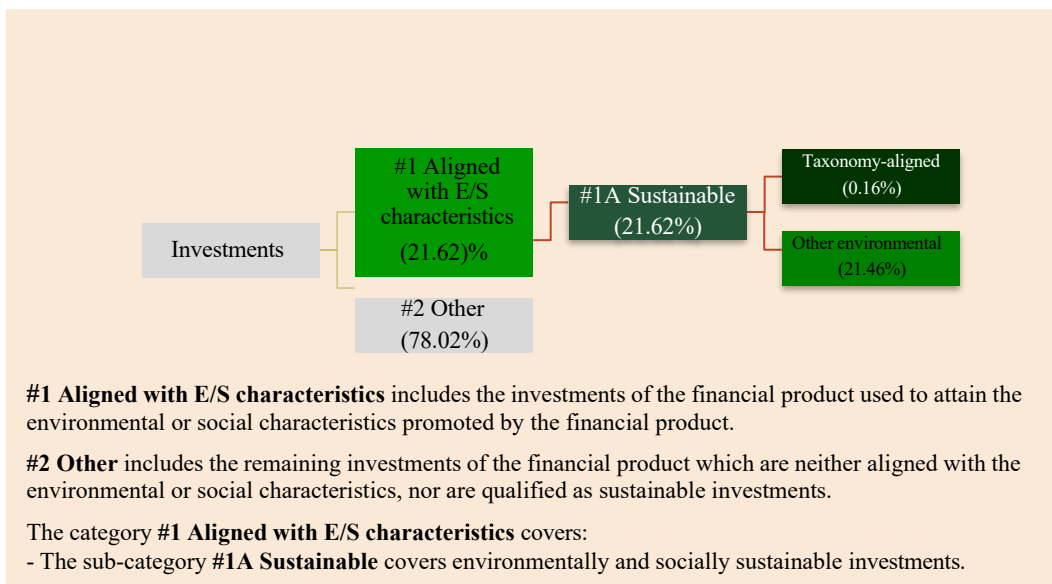 Investments
#1 Aligned
with E/S
characteristics
(21.62)%
#2 Other
(78.02%)
#1A Sustainable
(21.62%)
Taxonomy-aligned
(0.16%)
Other environmental
(21.46%)
#1 Aligned with E/S characteristics includes the investments of the financial product used to attain the
environmental or social characteristics promoted by the financial product.
#2 Other includes the remaining investments of the financial product which are neither aligned with the
environmental or social characteristics, nor are qualified as sustainable investments.
The category #1 Aligned with E/S characteristics covers:
- The sub-category #1A Sustainable covers environmentally and socially sustainable investments.